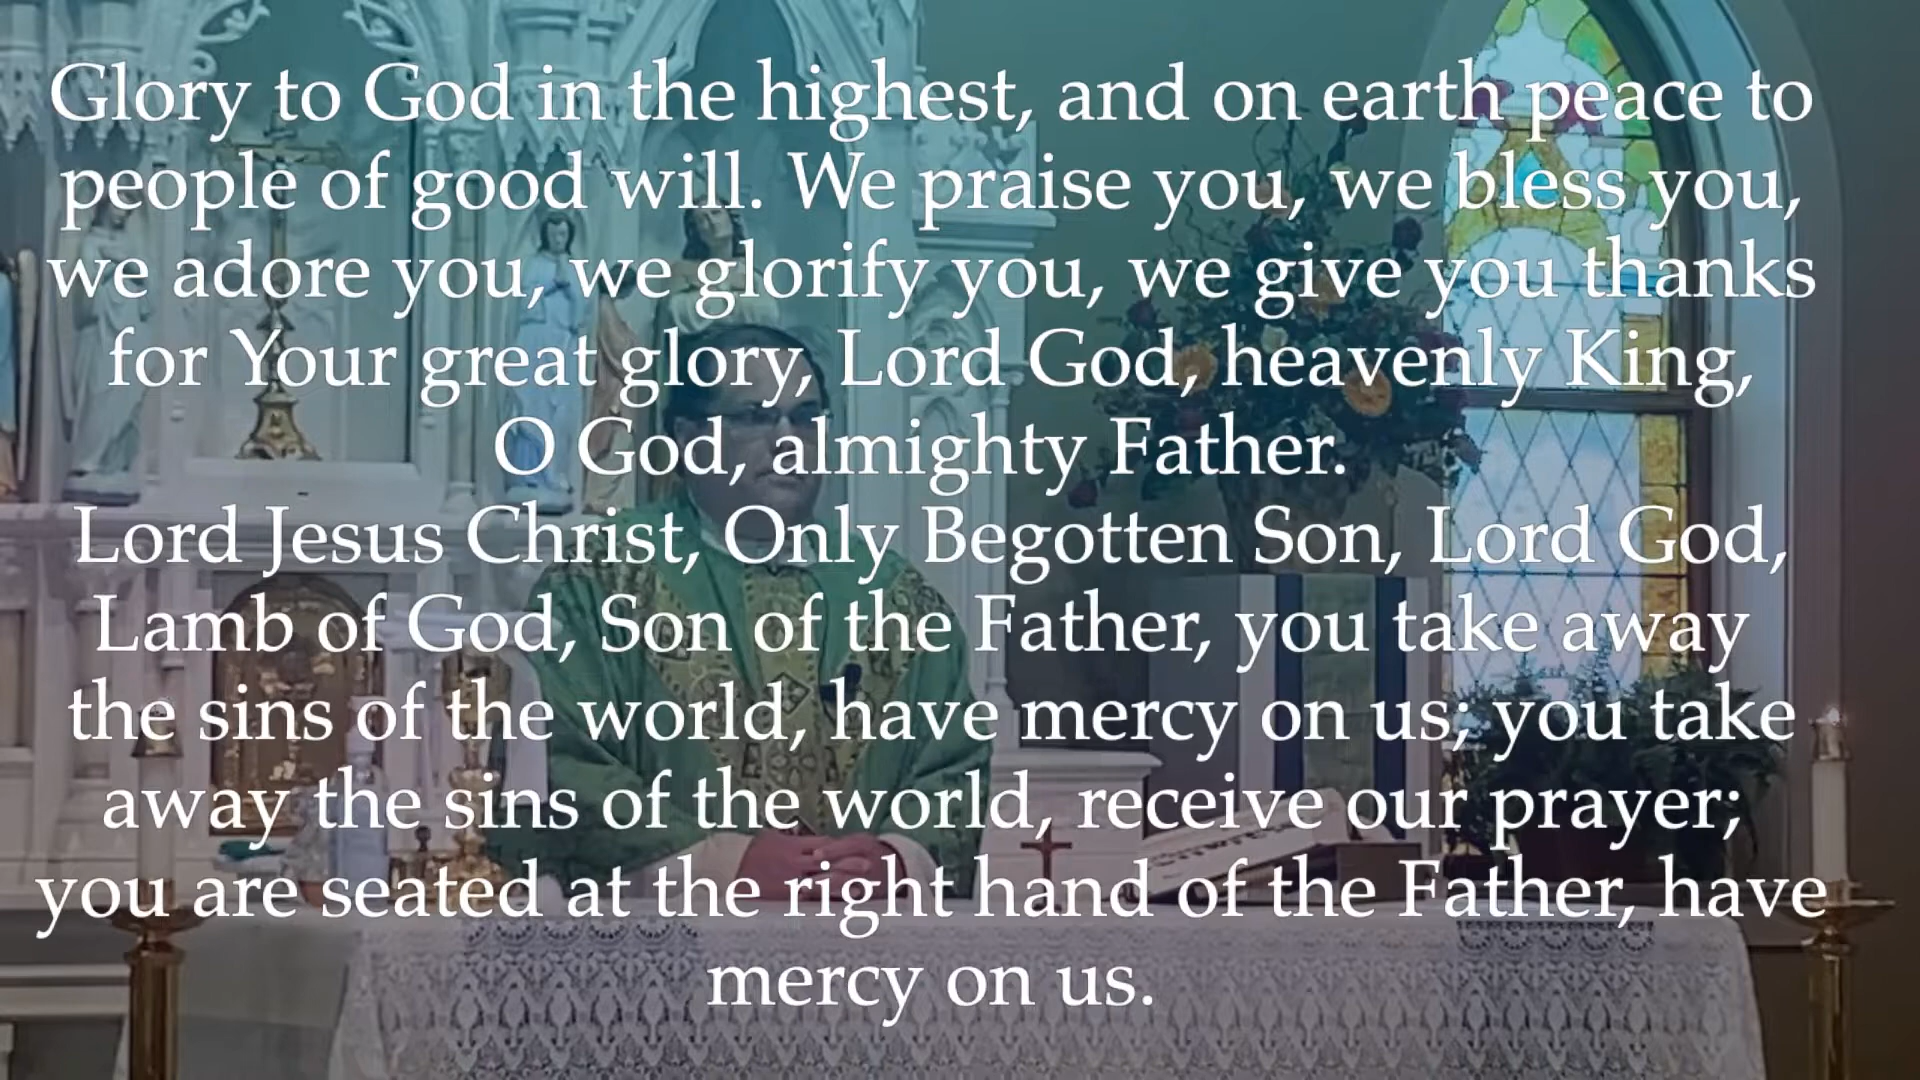 Glory to God in the highest, and on earth peace to
people of good will. We praise you, we bless you,
we adore you, we glorify you, we give you thanks
for Your great glory, Lord God, heavenly King,
O God, almighty Father.
Lord Jesus Christ, Only Begotten Son, Lord God,
Lamb of God, Son of the Father, you take away
the sins of the world, have mercy on us; you take
away the sins of the world, receive our prayer;
you are seated at the right hand of the Father, have
mercy on us.